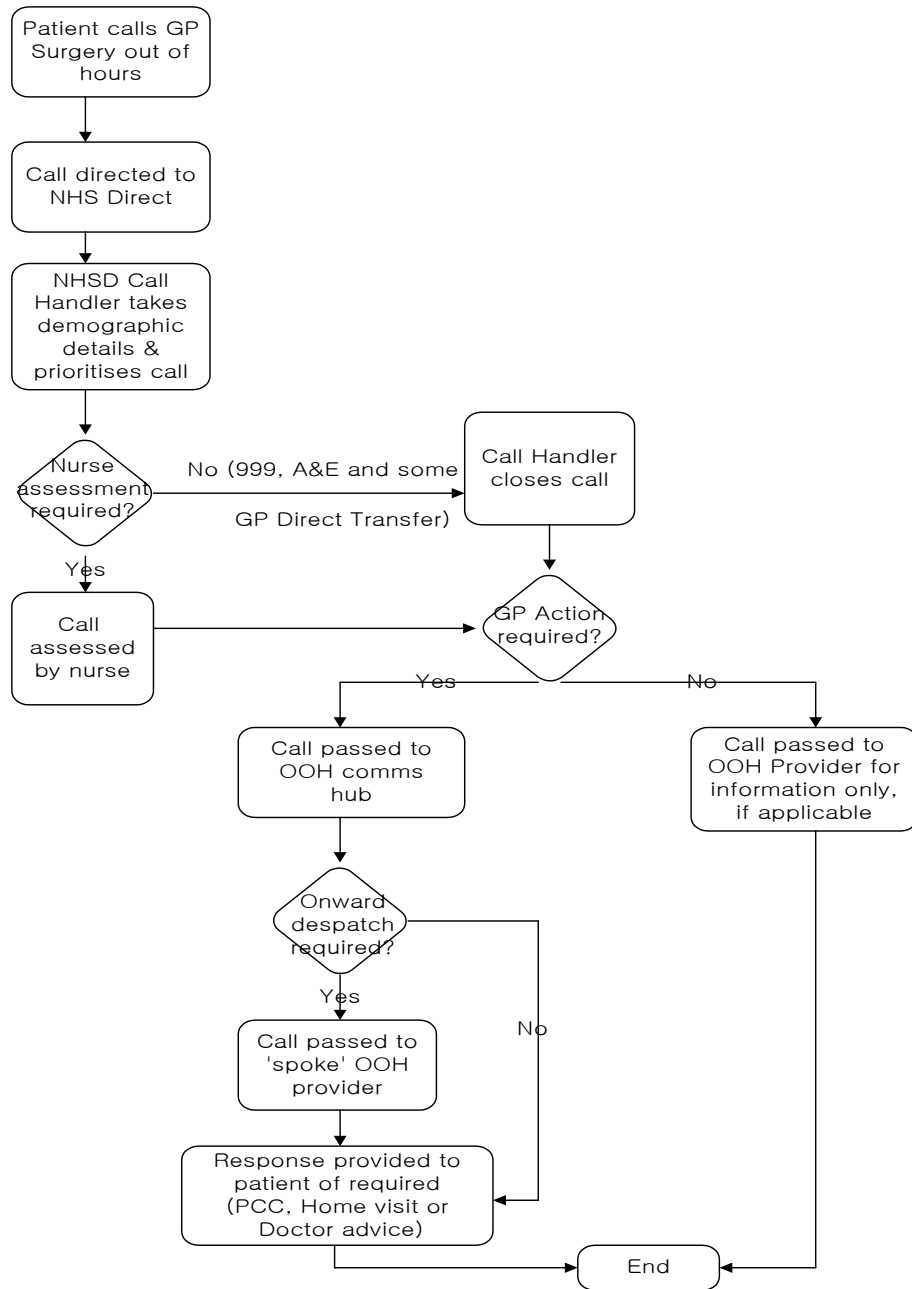 Patient calls GP
Surgery out of
hours
Call directed to
NHS Direct
NHSD Call
Handler takes
demographic
details &
prioritises call
Nurse
assessment
required?
No (999, A&E and some
GP Direct Transfer)
Call Handler
closes call
Yes
Call
assessed
by nurse
GP Action
required?
Yes
No
Call passed to
OOH comms
hub
Call passed to
OOH Provider for
information only,
if applicable
Onward
despatch
required?
Yes
No
Call passed to
'spoke' OOH
provider
Response provided to
patient of required
(PCC, Home visit or
Doctor advice)
End